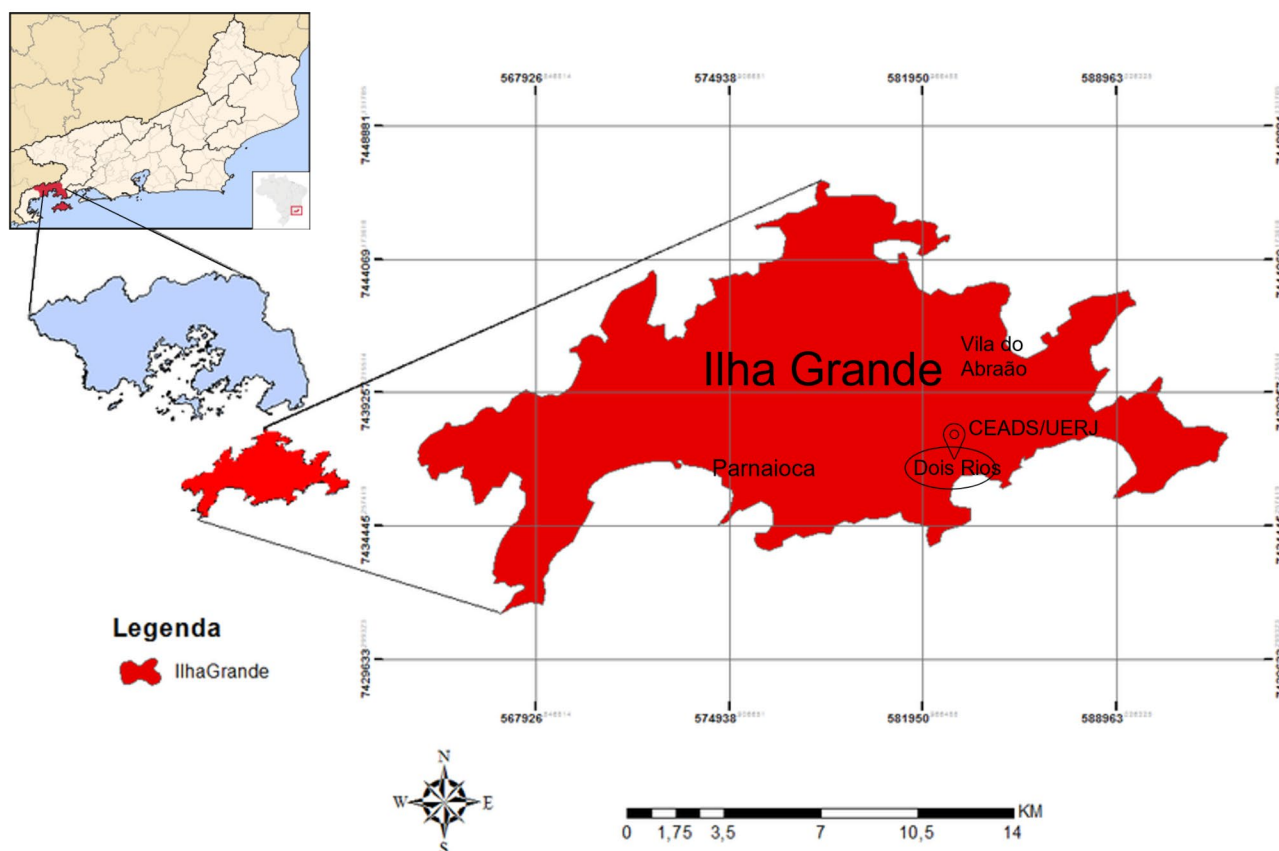 567926 574938 581950 588963
7448881
7444069
Vila do
Abraão
Ilha Grande
CEADS/UERJ
Parnaioca
Dois Rios
7434445
7429633
Legenda
IlhaGrande
567926 574938 581950 588963
N
W E
S
KM
0 1,75 3,5 7 10,5 14